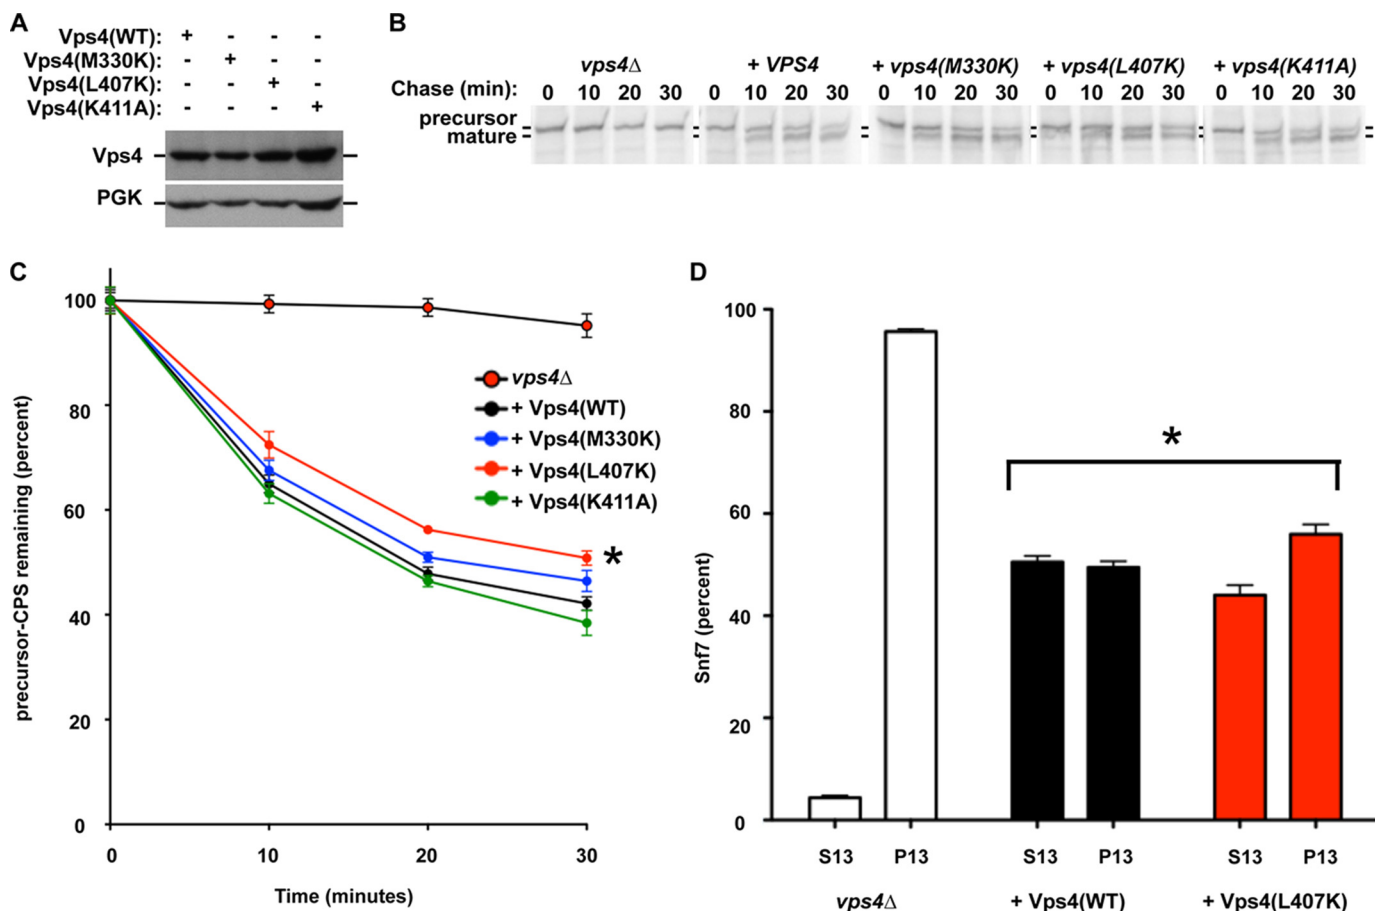 A
Vps4(WT): + - - -
Vps4(M330K): - + - -
Vps4(L407K): - - + -
Vps4(K411A): - - - +
Vps4
PGK
B
vps4Δ + VPS4 + vps4(M330K) + vps4(L407K) + vps4(K411A)
Chase (min): 0 10 20 30 0 10 20 30 0 10 20 30 0 10 20 30 0 10 20 30
precursor
mature
C
precursor-CPS remaining (percent)
100
80
60
40
20
0
0 10 20 30
Time (minutes)
vps4Δ
+ Vps4(WT)
+ Vps4(M330K)
+ Vps4(L407K)
+ Vps4(K411A)
*
D
Snf7 (percent)
100
80
60
40
20
0
*
S13 P13 S13 P13 S13 P13
vps4Δ + Vps4(WT) + Vps4(L407K)